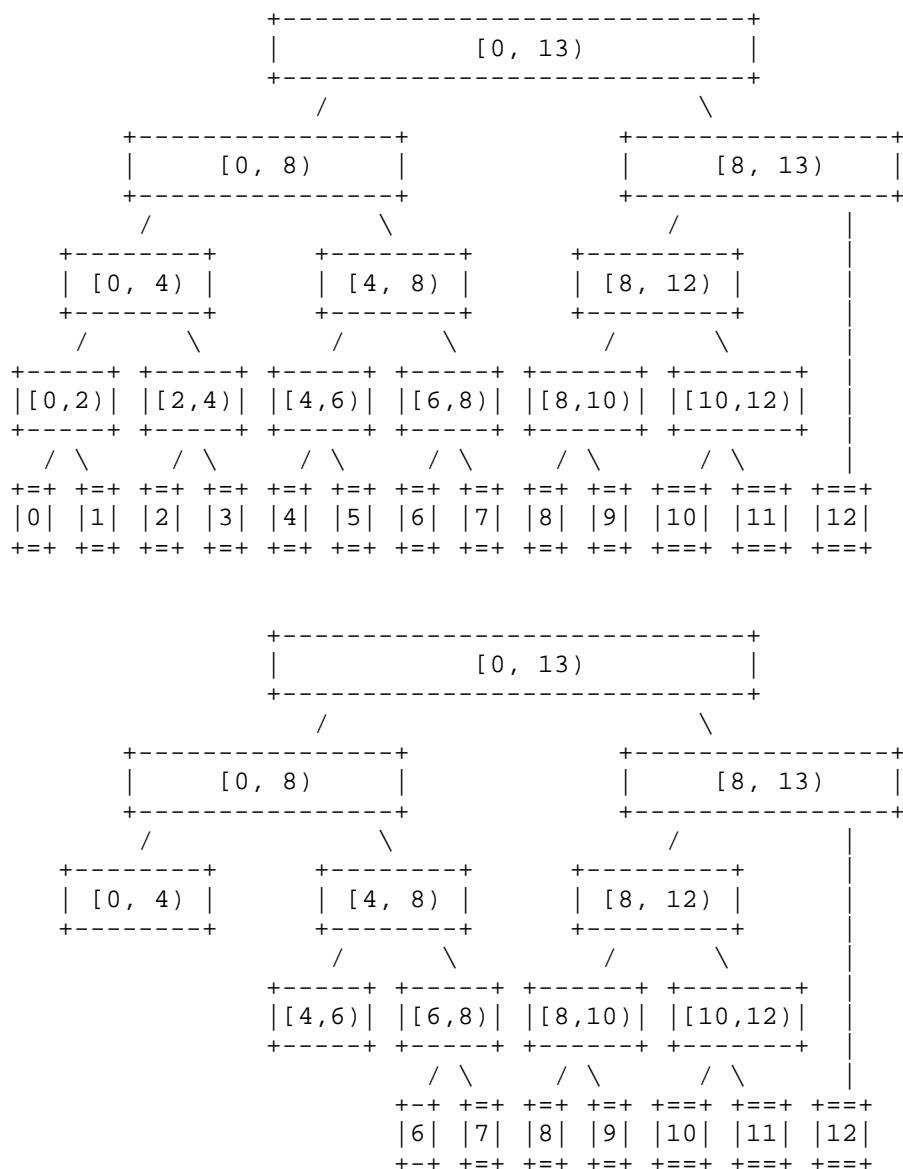 [0, 13)
[0, 8) [8, 13)
[0, 4) [4, 8) [8, 12)
[0,2) [2,4) [4,6) [6,8) [8,10) [10,12)
0 1 2 3 4 5 6 7 8 9 10 11 12
[0, 13)
[0, 8) [8, 13)
[0, 4) [4, 8) [8, 12)
[4,6) [6,8) [8,10) [10,12)
6 7 8 9 10 11 12